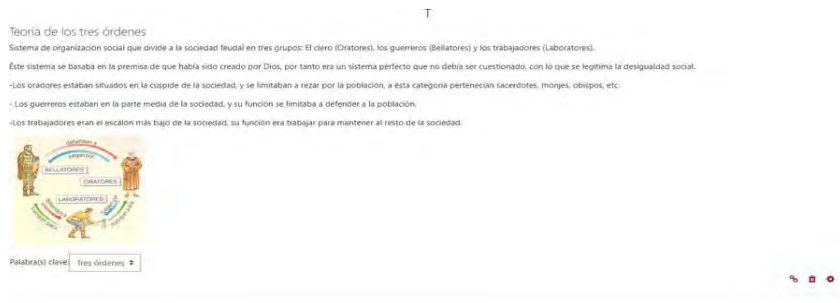 T
Teoría de los tres órdenes
Sistema de organización social que divide a la sociedad feudal en tres grupos: El clero (Oratores), los guerreros (Bellatores) y los trabajadores (Laboratores).
Éste sistema se basaba en la premisa de que había sido creado por Dios, por tanto era un sistema perfecto que no debía ser cuestionado, con lo que se legitima la desigualdad social.
-Los oradores estaban situados en la cúspide de la sociedad, y se limitaban a rezar por la población, a ésta categoría pertenecían sacerdotes, monjes, obispos, etc.
- Los guerreros estaban en la parte media de la sociedad, y su función se limitaba a defender a la población.
-Los trabajadores eran el escalón más bajo de la sociedad, su función era trabajar para mantener al resto de la sociedad.
defienden a
BELLATORES
ORATORES
LABORATORES
trabajan para
trabajan para
Palabra(s) clave: Tres órdenes